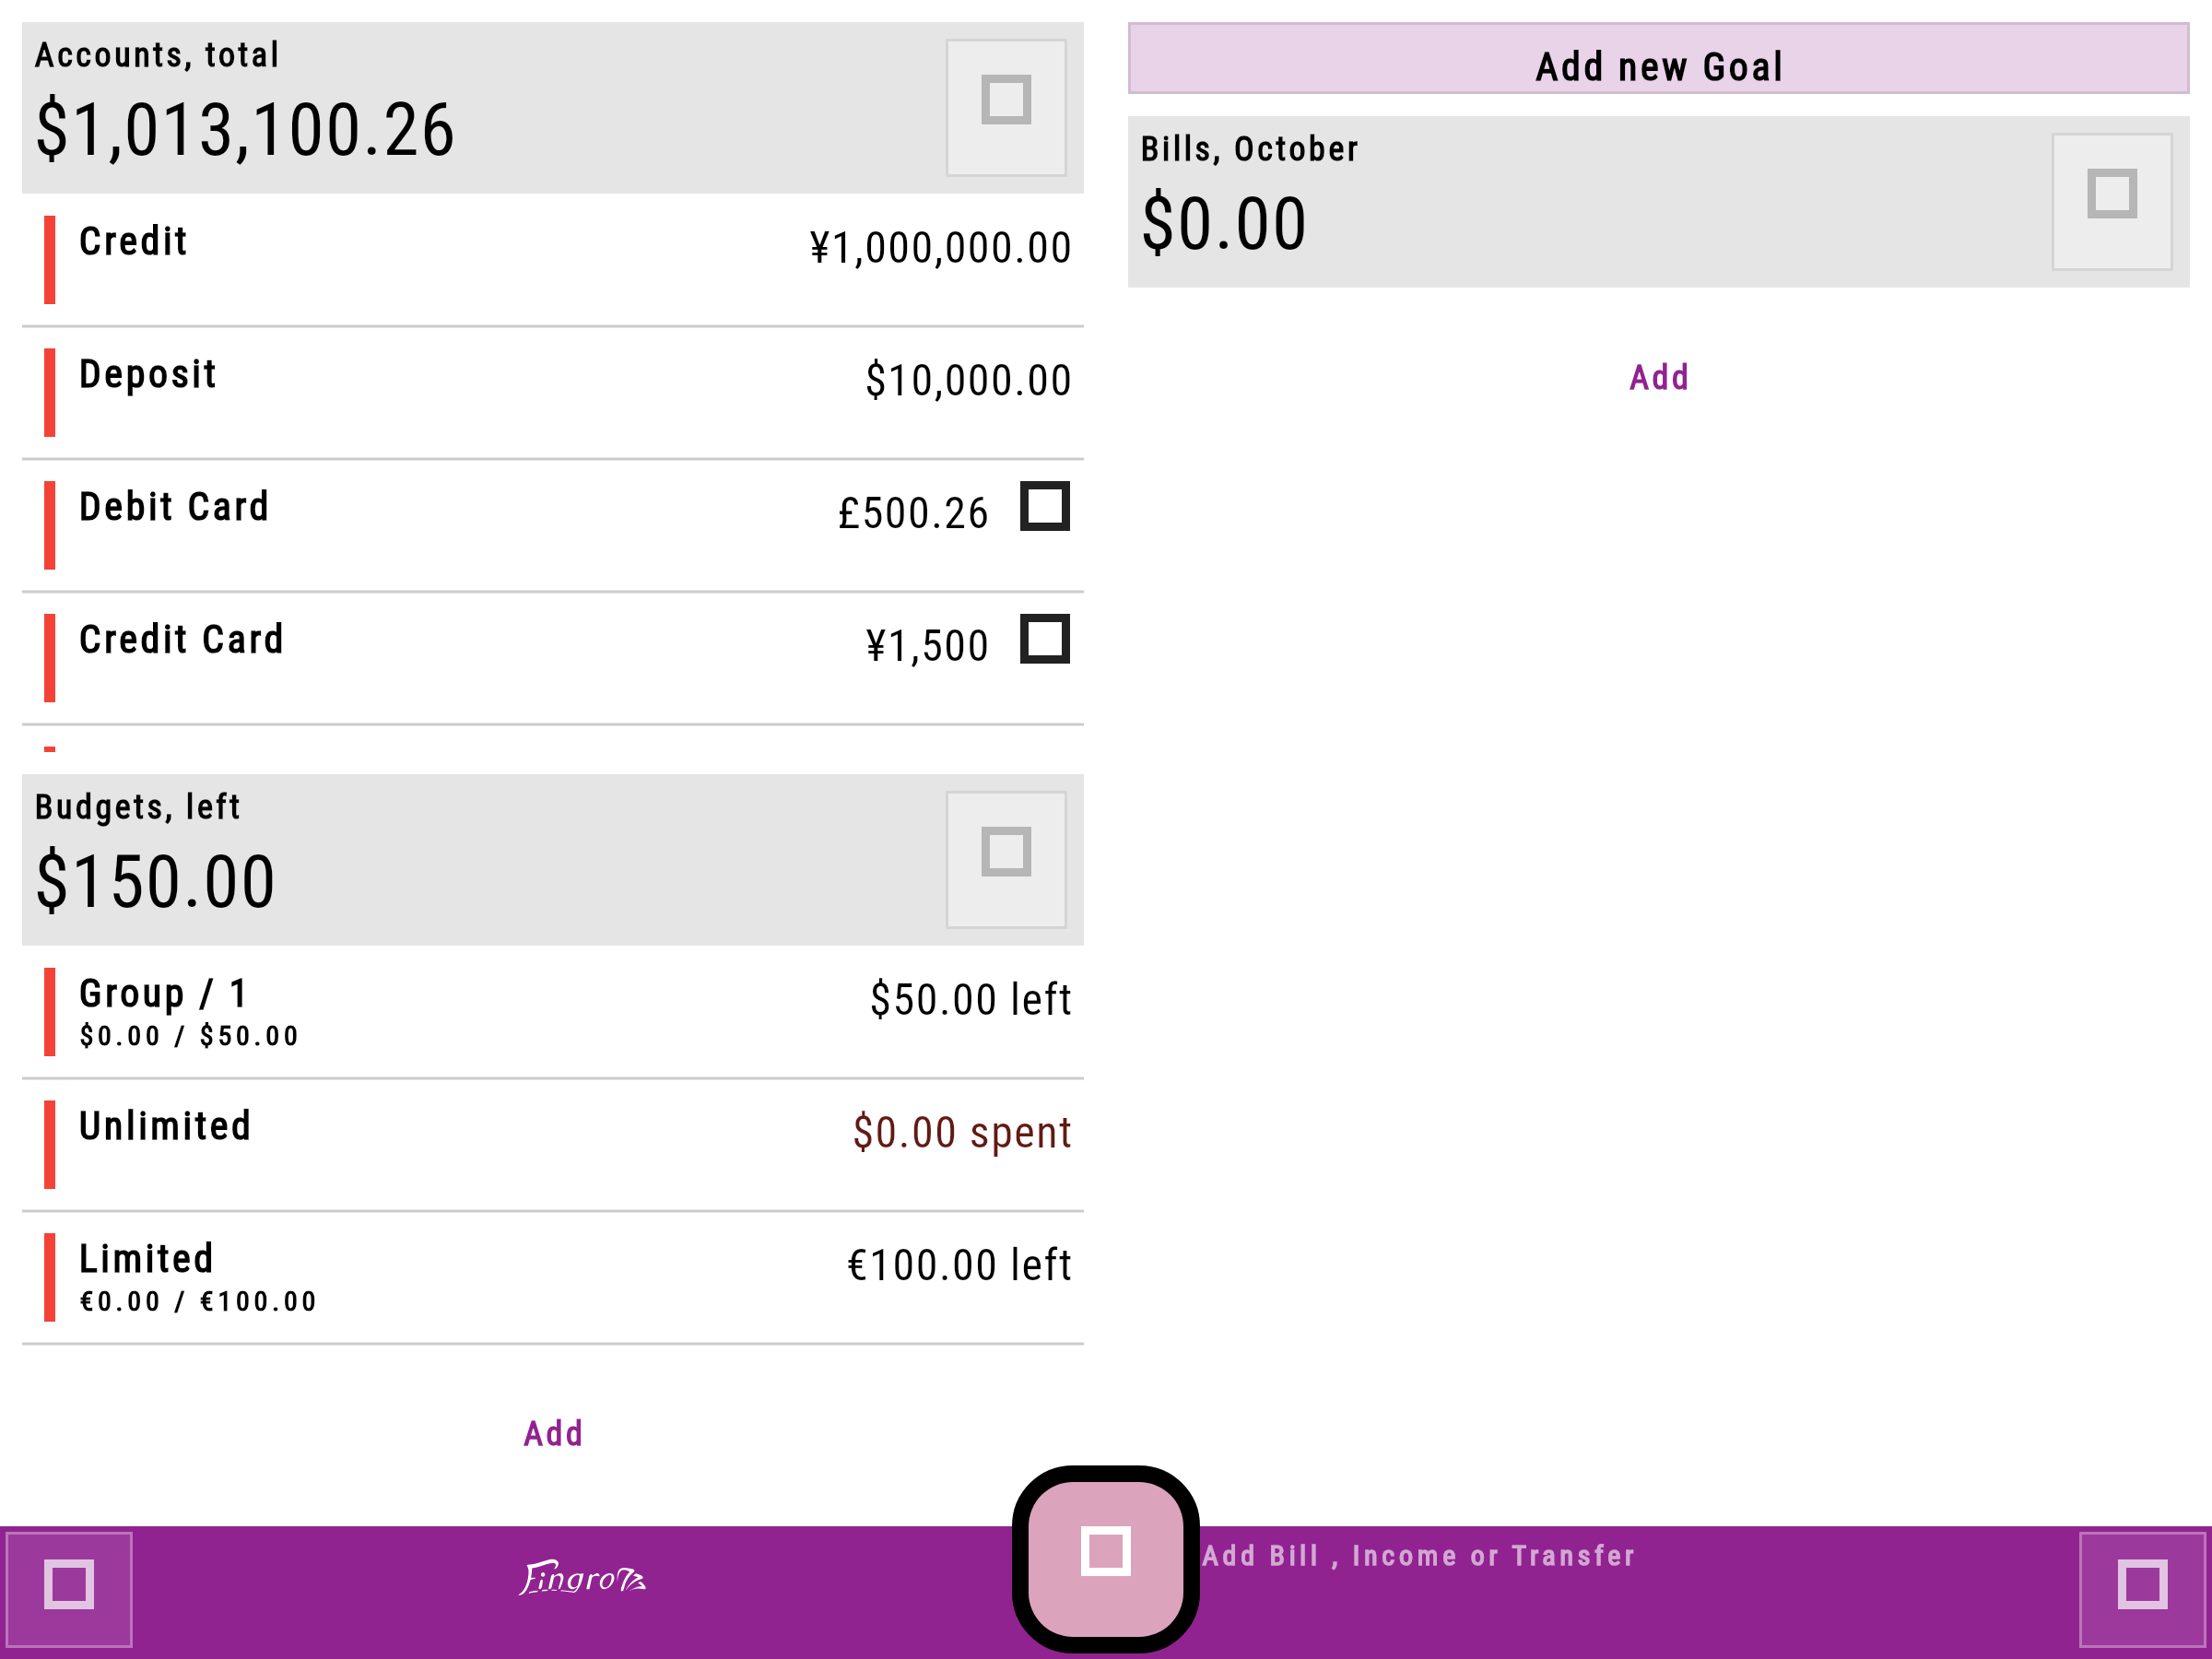 Accounts, total
$1,013,100.26
Credit
¥1,000,000.00
Deposit
$10,000.00
Debit Card
£500.26
Credit Card
¥1,500
Budgets, left
$150.00
Group / 1
$50.00 left
$0.00 / $50.00
Unlimited
$0.00 spent
Limited
€100.00 left
€0.00 / €100.00
Add
Add new Goal
Bills, October
$0.00
Add
Fingro
Add Bill , Income or Transfer